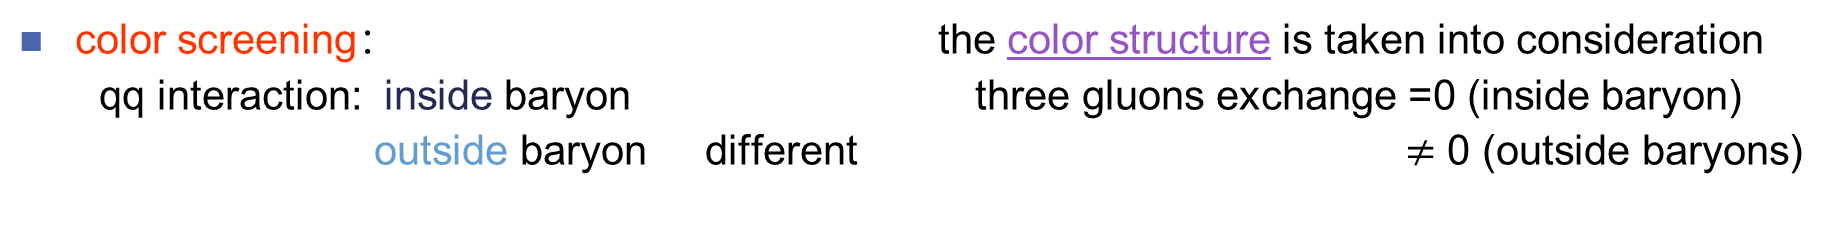 color screening: the color structure is taken into consideration
qq interaction: inside baryon three gluons exchange =0 (inside baryon)
outside baryon different ≠ 0 (outside baryons)